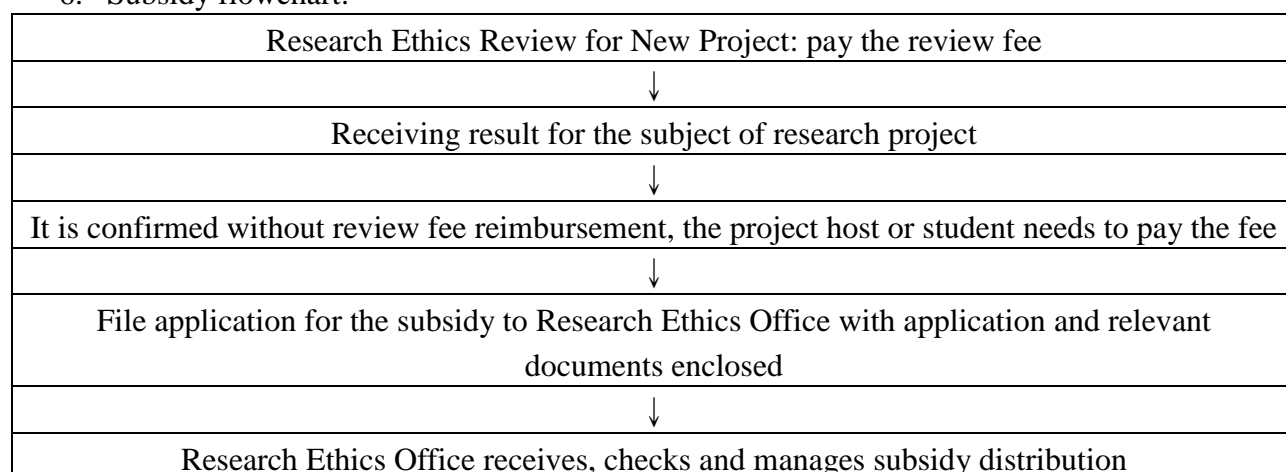 6. Subsidy flowchart:
Research Ethics Review for New Project: pay the review fee
↓
Receiving result for the subject of research project
↓
It is confirmed without review fee reimbursement, the project host or student needs to pay the fee
↓
File application for the subsidy to Research Ethics Office with application and relevant
documents enclosed
↓
Research Ethics Office receives, checks and manages subsidy distribution